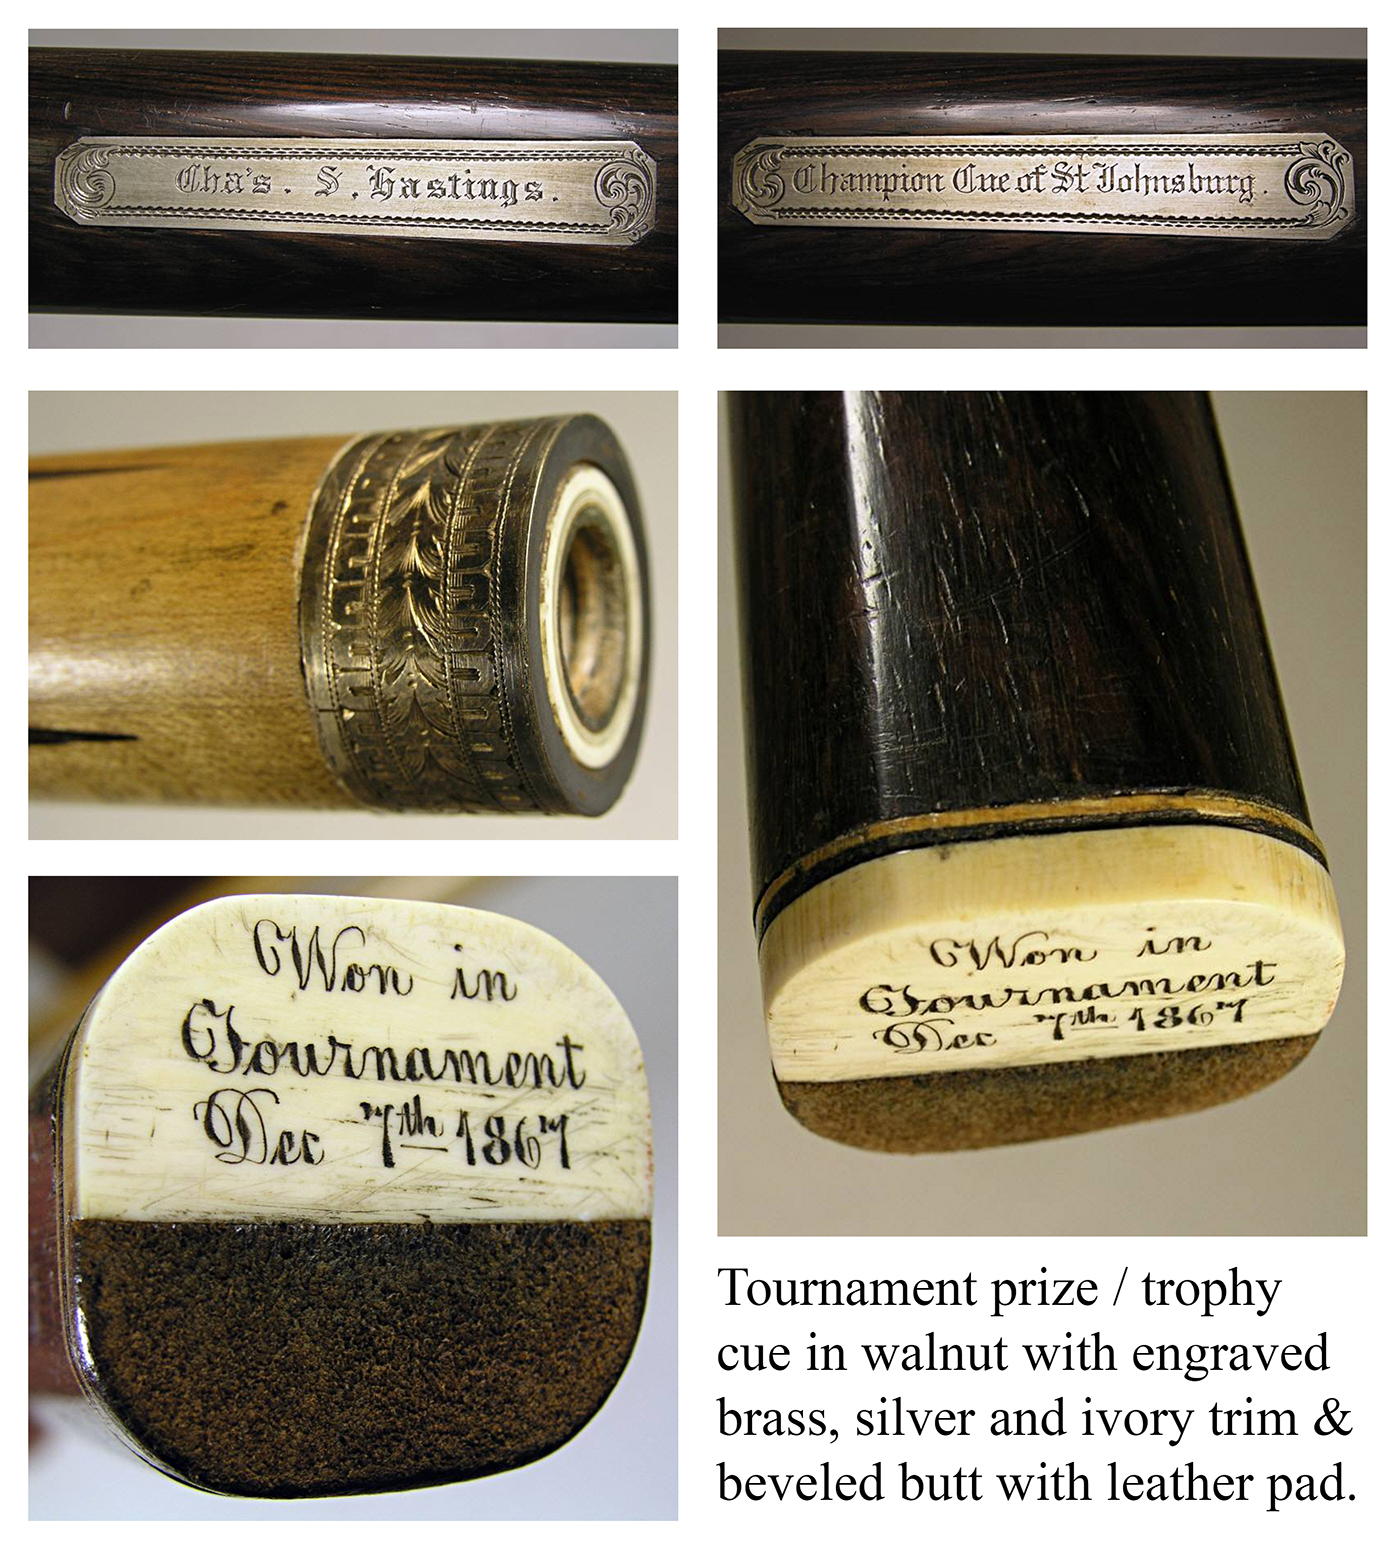 Cha's. S. Hastings.
Champion Cue of St Johnsburg.
Won in
Tournament
Dec 7th 1867
Won in
Tournament
Dec 7th 1867
Tournament prize / trophy
cue in walnut with engraved
brass, silver and ivory trim &
beveled butt with leather pad.